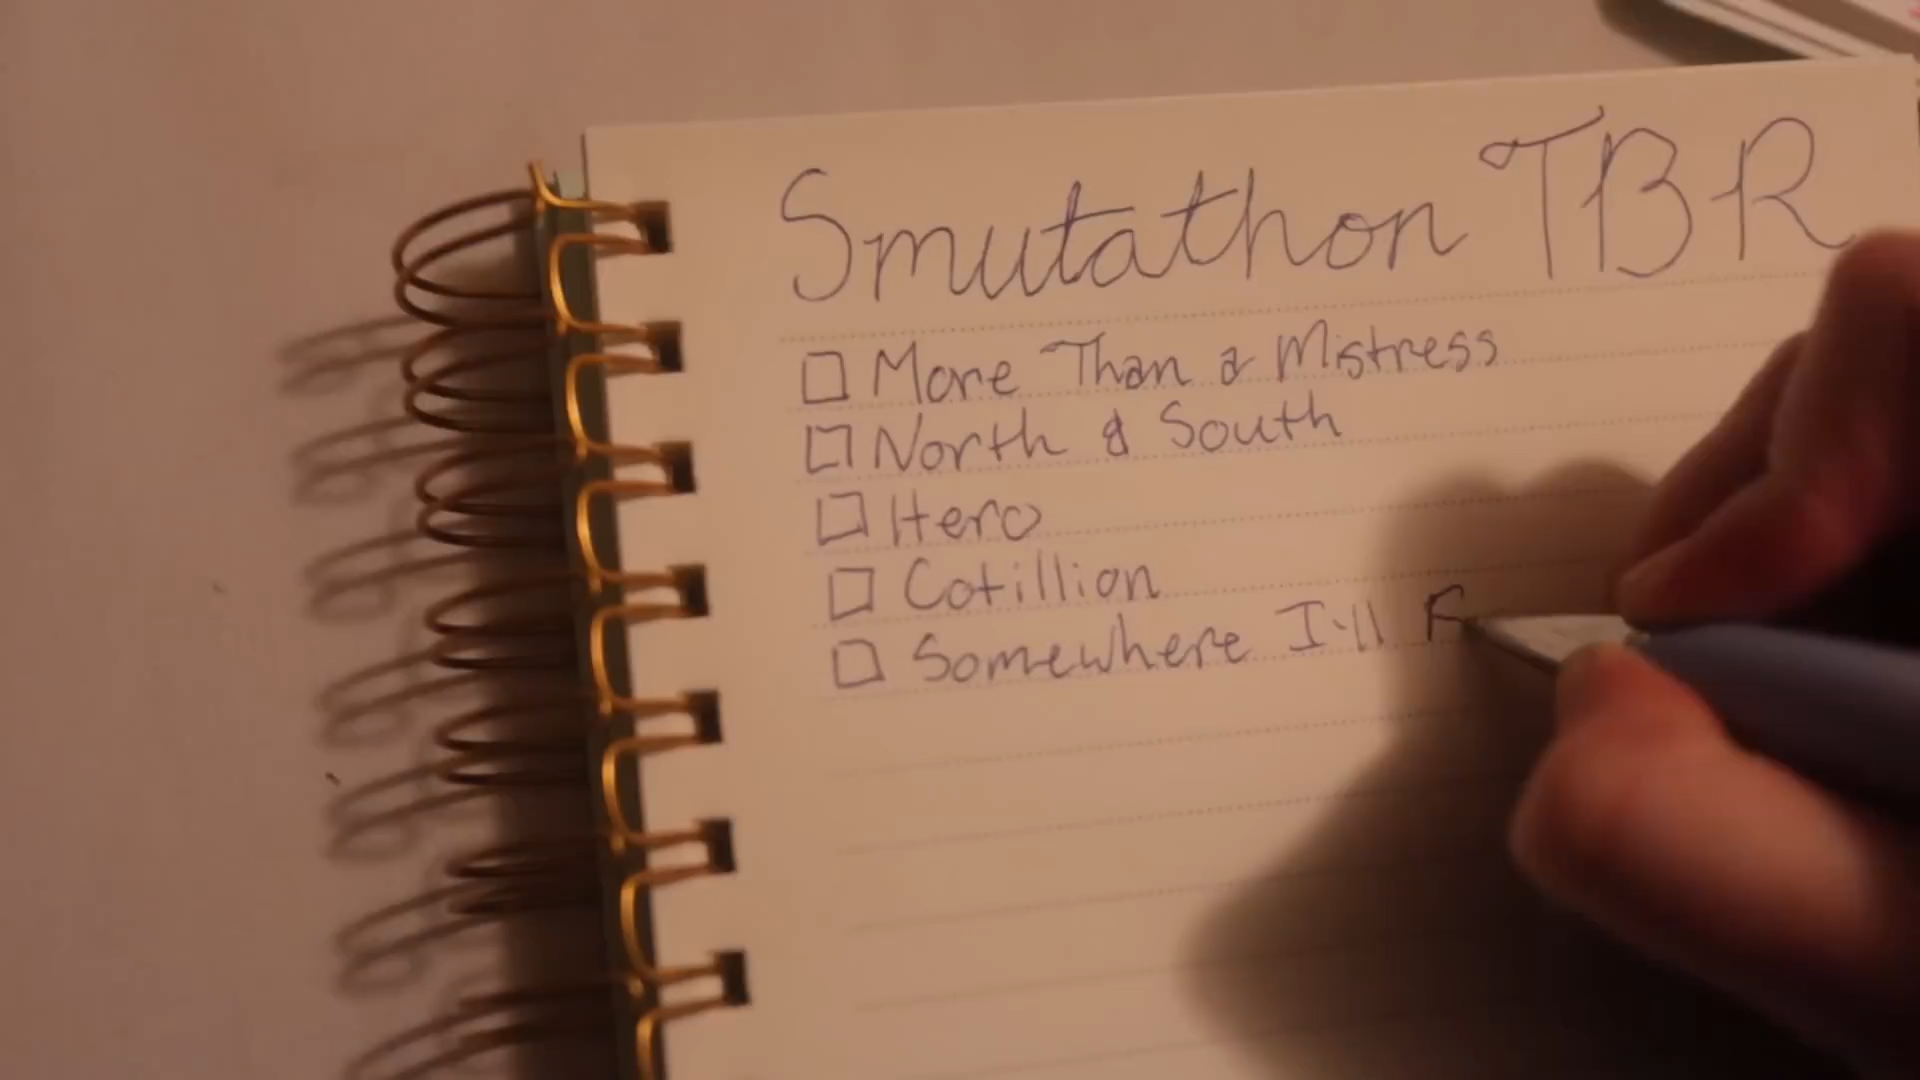 Smutathon TBR
More Than a Mistress
North & South
Hero
Cotillion
Somewhere I'll F